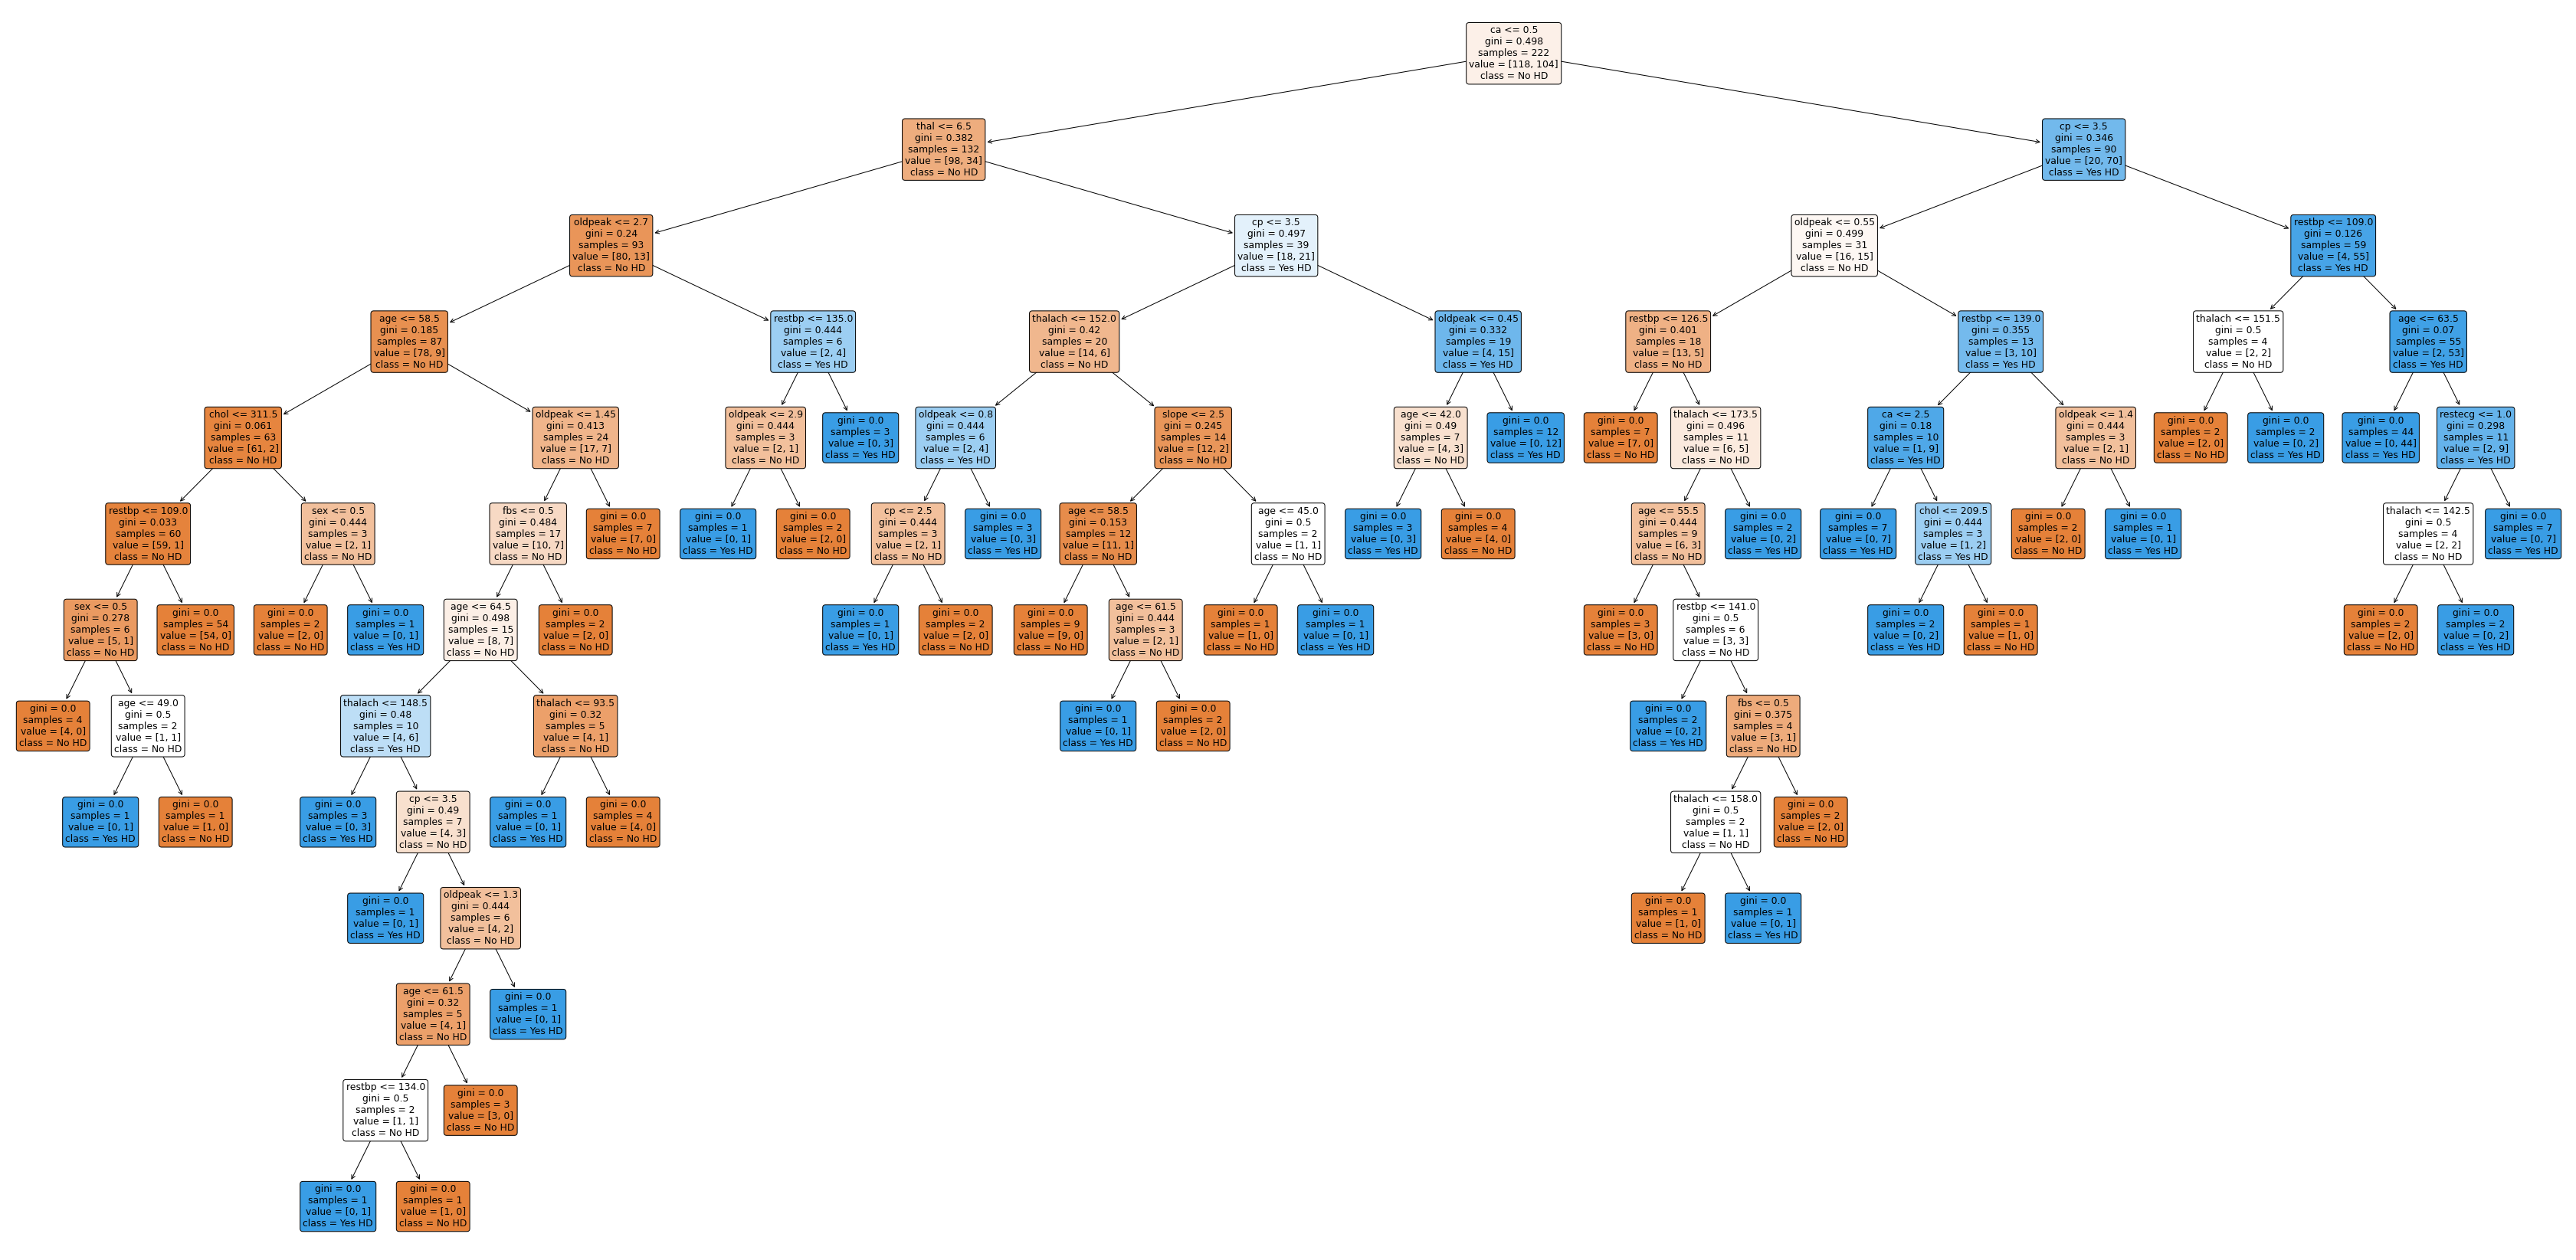 ca <= 0.5
gini = 0.498
samples = 222
value = [118, 104]
class = No HD
thal <= 6.5
gini = 0.382
samples = 132
value = [98, 34]
class = No HD
cp <= 3.5
gini = 0.346
samples = 90
value = [20, 70]
class = Yes HD
oldpeak <= 2.7
gini = 0.24
samples = 93
value = [80, 13]
class = No HD
cp <= 3.5
gini = 0.497
samples = 39
value = [18, 21]
class = Yes HD
oldpeak <= 0.55
gini = 0.499
samples = 31
value = [16, 15]
class = No HD
restbp <= 109.0
gini = 0.126
samples = 59
value = [4, 55]
class = Yes HD
age <= 58.5
gini = 0.185
samples = 87
value = [78, 9]
class = No HD
restbp <= 135.0
gini = 0.444
samples = 6
value = [2, 4]
class = Yes HD
thalach <= 152.0
gini = 0.42
samples = 20
value = [14, 6]
class = No HD
oldpeak <= 0.45
gini = 0.332
samples = 19
value = [4, 15]
class = Yes HD
restbp <= 126.5
gini = 0.401
samples = 18
value = [13, 5]
class = No HD
restbp <= 139.0
gini = 0.355
samples = 13
value = [3, 10]
class = Yes HD
thalach <= 151.5
gini = 0.5
samples = 4
value = [2, 2]
class = No HD
age <= 63.5
gini = 0.07
samples = 55
value = [2, 53]
class = Yes HD
chol <= 311.5
gini = 0.061
samples = 63
value = [61, 2]
class = No HD
oldpeak <= 1.45
gini = 0.413
samples = 24
value = [17, 7]
class = No HD
oldpeak <= 2.9
gini = 0.444
samples = 3
value = [2, 1]
class = No HD
gini = 0.0
samples = 3
value = [0, 3]
class = Yes HD
oldpeak <= 0.8
gini = 0.444
samples = 6
value = [2, 4]
class = Yes HD
slope <= 2.5
gini = 0.245
samples = 14
value = [12, 2]
class = No HD
age <= 42.0
gini = 0.49
samples = 7
value = [4, 3]
class = No HD
gini = 0.0
samples = 12
value = [0, 12]
class = Yes HD
gini = 0.0
samples = 7
value = [7, 0]
class = No HD
thalach <= 173.5
gini = 0.496
samples = 11
value = [6, 5]
class = No HD
ca <= 2.5
gini = 0.18
samples = 10
value = [1, 9]
class = Yes HD
oldpeak <= 1.4
gini = 0.444
samples = 3
value = [2, 1]
class = No HD
gini = 0.0
samples = 2
value = [2, 0]
class = No HD
gini = 0.0
samples = 2
value = [0, 2]
class = Yes HD
gini = 0.0
samples = 44
value = [0, 44]
class = Yes HD
restecg <= 1.0
gini = 0.298
samples = 11
value = [2, 9]
class = Yes HD
restbp <= 109.0
gini = 0.033
samples = 60
value = [59, 1]
class = No HD
sex <= 0.5
gini = 0.444
samples = 3
value = [2, 1]
class = No HD
fbs <= 0.5
gini = 0.484
samples = 17
value = [10, 7]
class = No HD
gini = 0.0
samples = 7
value = [7, 0]
class = No HD
gini = 0.0
samples = 1
value = [0, 1]
class = Yes HD
gini = 0.0
samples = 2
value = [2, 0]
class = No HD
cp <= 2.5
gini = 0.444
samples = 3
value = [2, 1]
class = No HD
gini = 0.0
samples = 3
value = [0, 3]
class = Yes HD
age <= 58.5
gini = 0.153
samples = 12
value = [11, 1]
class = No HD
age <= 45.0
gini = 0.5
samples = 2
value = [1, 1]
class = No HD
gini = 0.0
samples = 3
value = [0, 3]
class = Yes HD
gini = 0.0
samples = 4
value = [4, 0]
class = No HD
age <= 55.5
gini = 0.444
samples = 9
value = [6, 3]
class = No HD
gini = 0.0
samples = 2
value = [0, 2]
class = Yes HD
gini = 0.0
samples = 7
value = [0, 7]
class = Yes HD
chol <= 209.5
gini = 0.444
samples = 3
value = [1, 2]
class = Yes HD
gini = 0.0
samples = 2
value = [2, 0]
class = No HD
gini = 0.0
samples = 1
value = [0, 1]
class = Yes HD
thalach <= 142.5
gini = 0.5
samples = 4
value = [2, 2]
class = No HD
gini = 0.0
samples = 7
value = [0, 7]
class = Yes HD
sex <= 0.5
gini = 0.278
samples = 6
value = [5, 1]
class = No HD
gini = 0.0
samples = 54
value = [54, 0]
class = No HD
gini = 0.0
samples = 2
value = [2, 0]
class = No HD
gini = 0.0
samples = 1
value = [0, 1]
class = Yes HD
age <= 64.5
gini = 0.498
samples = 15
value = [8, 7]
class = No HD
gini = 0.0
samples = 2
value = [2, 0]
class = No HD
gini = 0.0
samples = 1
value = [0, 1]
class = Yes HD
gini = 0.0
samples = 2
value = [2, 0]
class = No HD
gini = 0.0
samples = 9
value = [9, 0]
class = No HD
age <= 61.5
gini = 0.444
samples = 3
value = [2, 1]
class = No HD
gini = 0.0
samples = 1
value = [1, 0]
class = No HD
gini = 0.0
samples = 1
value = [0, 1]
class = Yes HD
gini = 0.0
samples = 3
value = [3, 0]
class = No HD
restbp <= 141.0
gini = 0.5
samples = 6
value = [3, 3]
class = No HD
gini = 0.0
samples = 2
value = [0, 2]
class = Yes HD
gini = 0.0
samples = 1
value = [1, 0]
class = No HD
gini = 0.0
samples = 2
value = [2, 0]
class = No HD
gini = 0.0
samples = 2
value = [0, 2]
class = Yes HD
gini = 0.0
samples = 4
value = [4, 0]
class = No HD
age <= 49.0
gini = 0.5
samples = 2
value = [1, 1]
class = No HD
thalach <= 148.5
gini = 0.48
samples = 10
value = [4, 6]
class = Yes HD
thalach <= 93.5
gini = 0.32
samples = 5
value = [4, 1]
class = No HD
gini = 0.0
samples = 1
value = [0, 1]
class = Yes HD
gini = 0.0
samples = 2
value = [2, 0]
class = No HD
gini = 0.0
samples = 2
value = [0, 2]
class = Yes HD
fbs <= 0.5
gini = 0.375
samples = 4
value = [3, 1]
class = No HD
gini = 0.0
samples = 1
value = [0, 1]
class = Yes HD
gini = 0.0
samples = 1
value = [1, 0]
class = No HD
gini = 0.0
samples = 3
value = [0, 3]
class = Yes HD
cp <= 3.5
gini = 0.49
samples = 7
value = [4, 3]
class = No HD
gini = 0.0
samples = 1
value = [0, 1]
class = Yes HD
gini = 0.0
samples = 4
value = [4, 0]
class = No HD
thalach <= 158.0
gini = 0.5
samples = 2
value = [1, 1]
class = No HD
gini = 0.0
samples = 2
value = [2, 0]
class = No HD
gini = 0.0
samples = 1
value = [0, 1]
class = Yes HD
oldpeak <= 1.3
gini = 0.444
samples = 6
value = [4, 2]
class = No HD
gini = 0.0
samples = 1
value = [1, 0]
class = No HD
gini = 0.0
samples = 1
value = [0, 1]
class = Yes HD
age <= 61.5
gini = 0.32
samples = 5
value = [4, 1]
class = No HD
gini = 0.0
samples = 1
value = [0, 1]
class = Yes HD
restbp <= 134.0
gini = 0.5
samples = 2
value = [1, 1]
class = No HD
gini = 0.0
samples = 3
value = [3, 0]
class = No HD
gini = 0.0
samples = 1
value = [0, 1]
class = Yes HD
gini = 0.0
samples = 1
value = [1, 0]
class = No HD